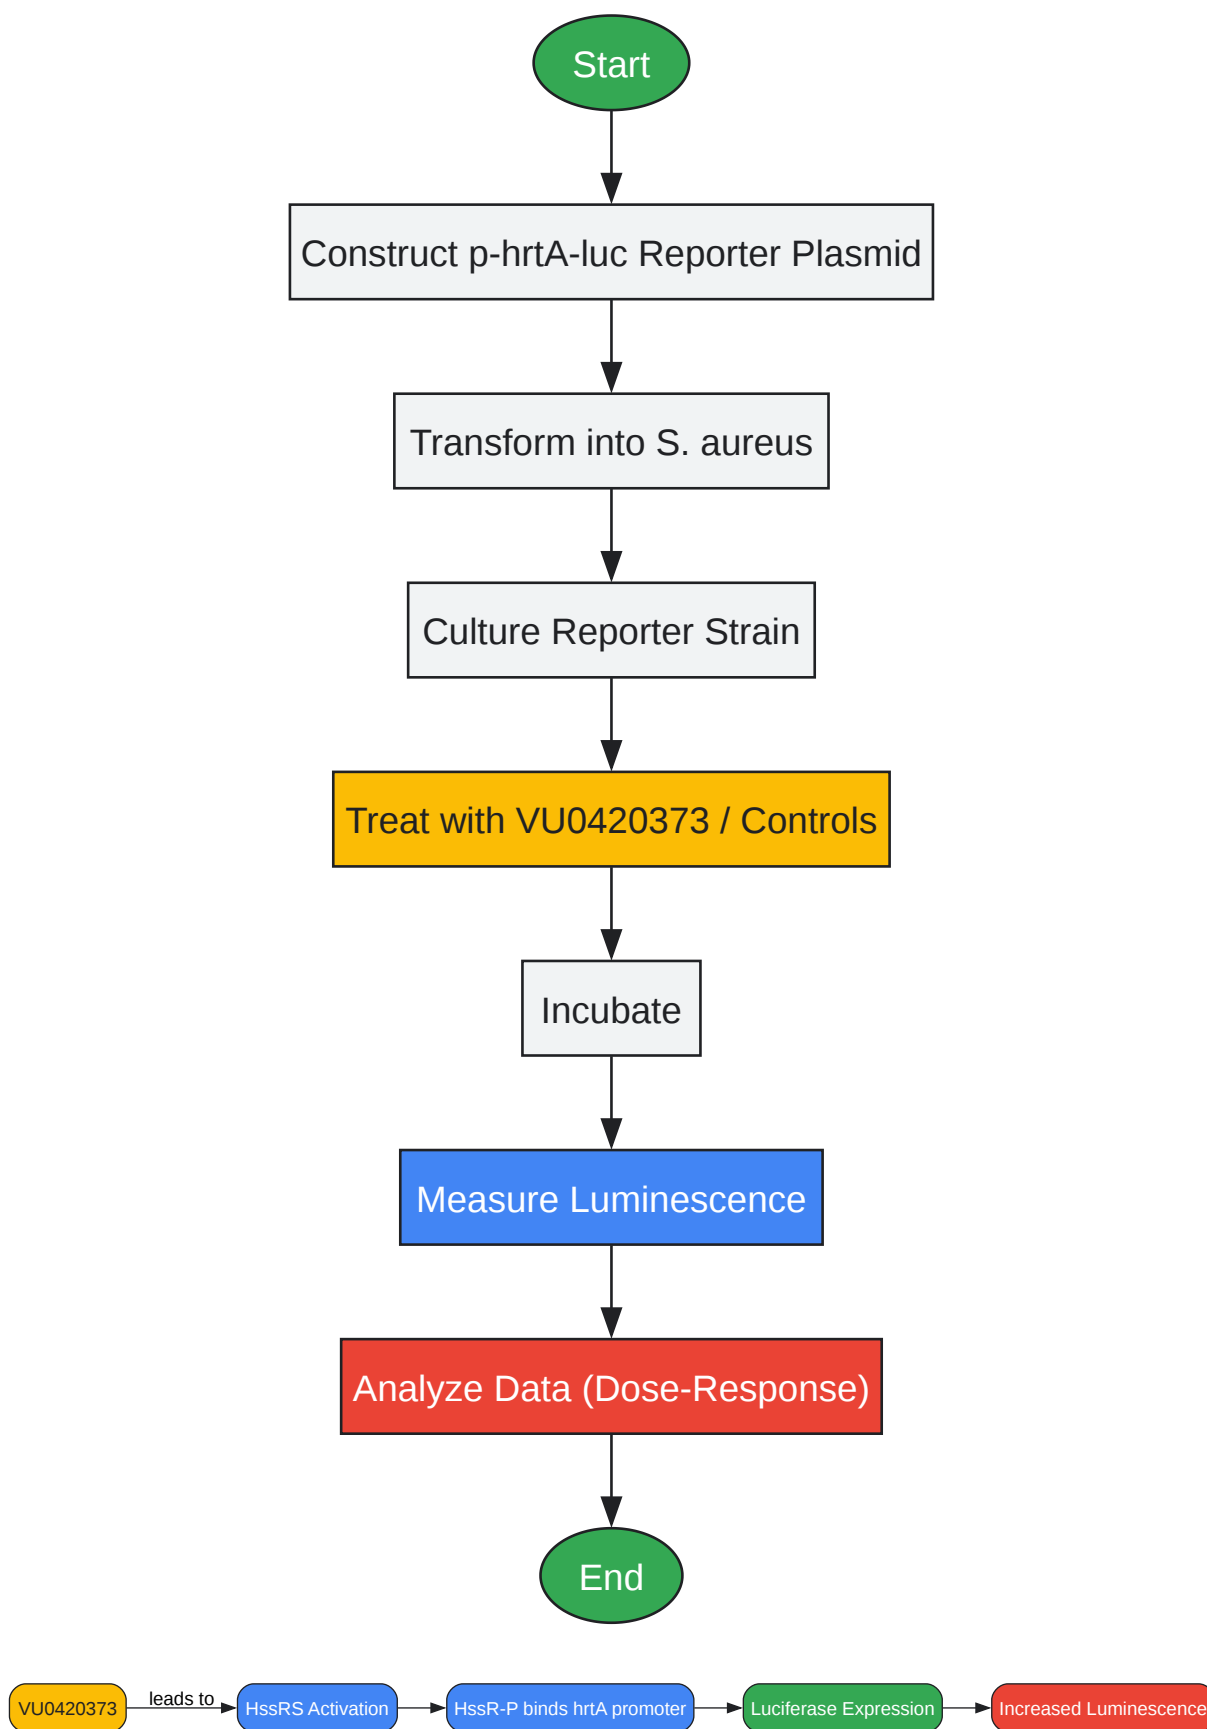 Start
Construct p-hrtA-luc Reporter Plasmid
Transform into S. aureus
Culture Reporter Strain
Treat with VU0420373 / Controls
Incubate
Measure Luminescence
Analyze Data (Dose-Response)
End
VU0420373
leads to
HssRS Activation
HssR-P binds hrtA promoter
Luciferase Expression
Increased Luminescence